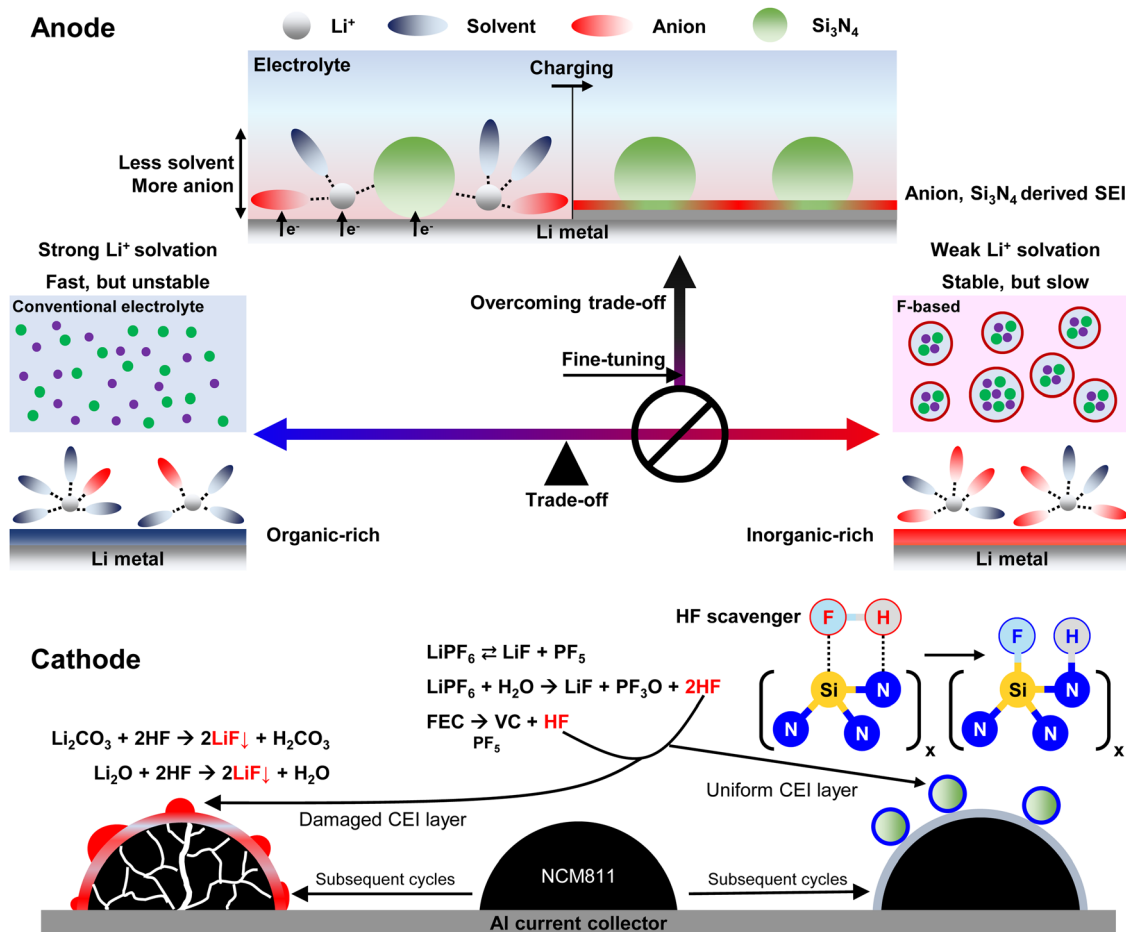 Anode
Li⁺
Solvent
Anion
Si₃N₄
Electrolyte
Charging
Less solvent
More anion
e⁻
e⁻
e⁻
Li metal
Anion, Si₃N₄ derived SEI
Strong Li⁺ solvation
Fast, but unstable
Conventional electrolyte
Weak Li⁺ solvation
Stable, but slow
F-based
Overcoming trade-off
Fine-tuning
Trade-off
Organic-rich
Li metal
Inorganic-rich
Li metal
Cathode
LiPF₆ ⇄ LiF + PF₅
LiPF₆ + H₂O → LiF + PF₃O + 2HF
FEC → VC + HF
PF₅
HF scavenger
F
H
Si
N
N
N
x
F
H
Si
N
N
N
x
Li₂CO₃ + 2HF → 2LiF↓ + H₂CO₃
Li₂O + 2HF → 2LiF↓ + H₂O
Damaged CEI layer
Uniform CEI layer
NCM811
Subsequent cycles
Subsequent cycles
Al current collector